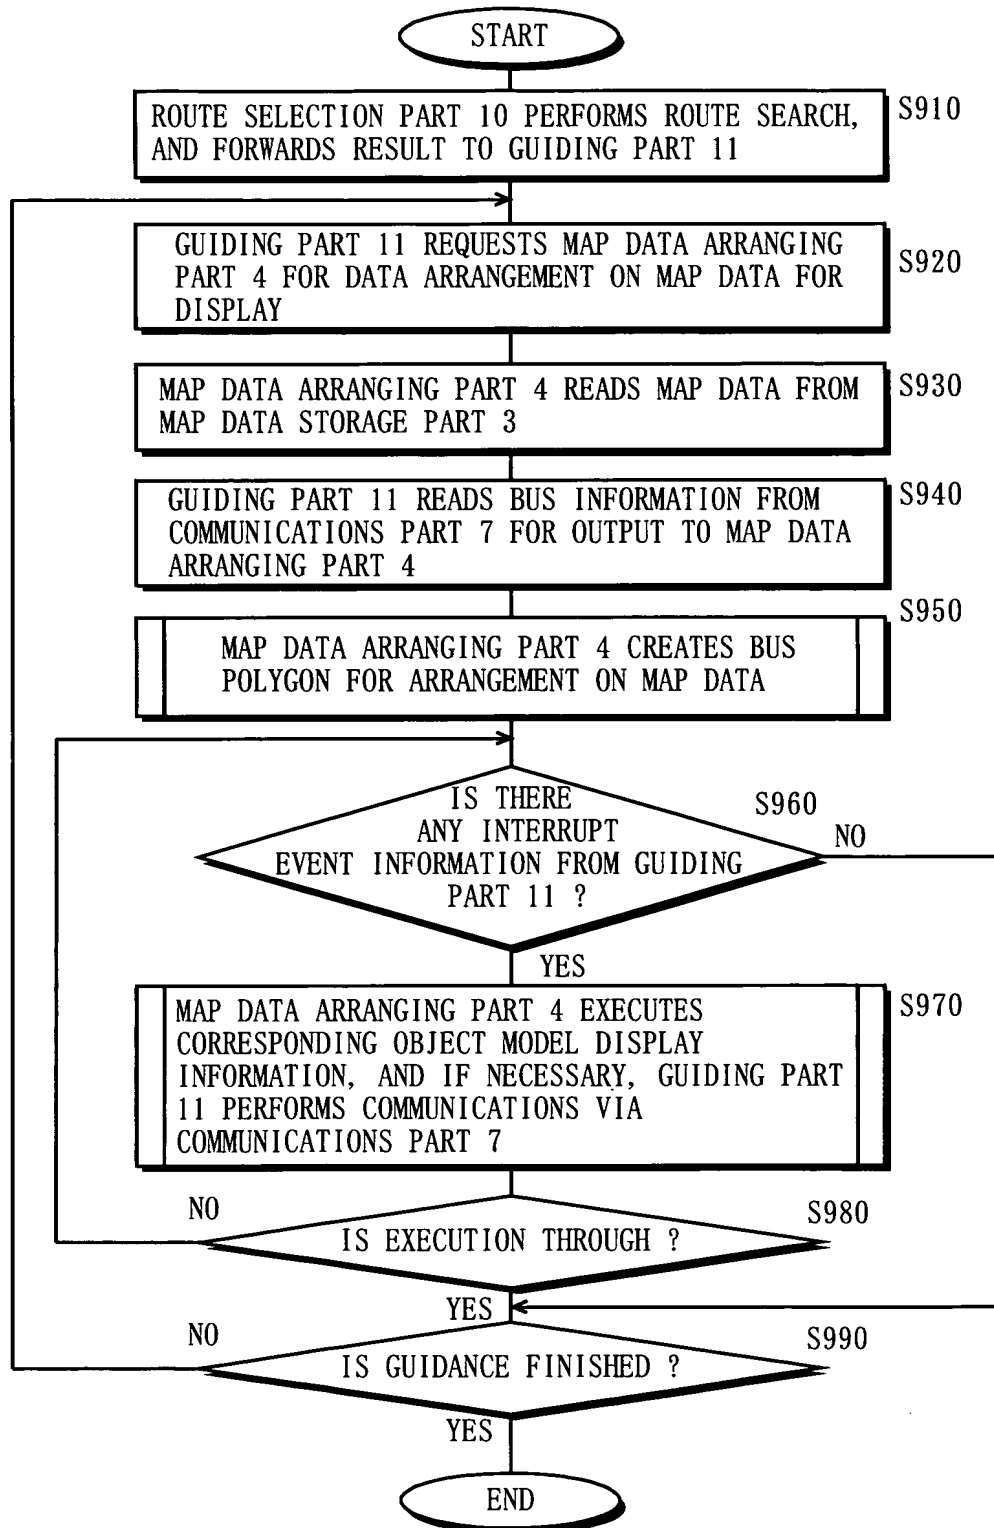 START
ROUTE SELECTION PART 10 PERFORMS ROUTE SEARCH,
AND FORWARDS RESULT TO GUIDING PART 11
S910
GUIDING PART 11 REQUESTS MAP DATA ARRANGING
PART 4 FOR DATA ARRANGEMENT ON MAP DATA FOR
DISPLAY
S920
MAP DATA ARRANGING PART 4 READS MAP DATA FROM
MAP DATA STORAGE PART 3
S930
GUIDING PART 11 READS BUS INFORMATION FROM
COMMUNICATIONS PART 7 FOR OUTPUT TO MAP DATA
ARRANGING PART 4
S940
S950
MAP DATA ARRANGING PART 4 CREATES BUS
POLYGON FOR ARRANGEMENT ON MAP DATA
IS THERE
ANY INTERRUPT
EVENT INFORMATION FROM GUIDING
PART 11 ?
S960
NO
YES
MAP DATA ARRANGING PART 4 EXECUTES
CORRESPONDING OBJECT MODEL DISPLAY
INFORMATION, AND IF NECESSARY, GUIDING PART
11 PERFORMS COMMUNICATIONS VIA
COMMUNICATIONS PART 7
S970
NO
IS EXECUTION THROUGH ?
S980
YES
NO
IS GUIDANCE FINISHED ?
S990
YES
END